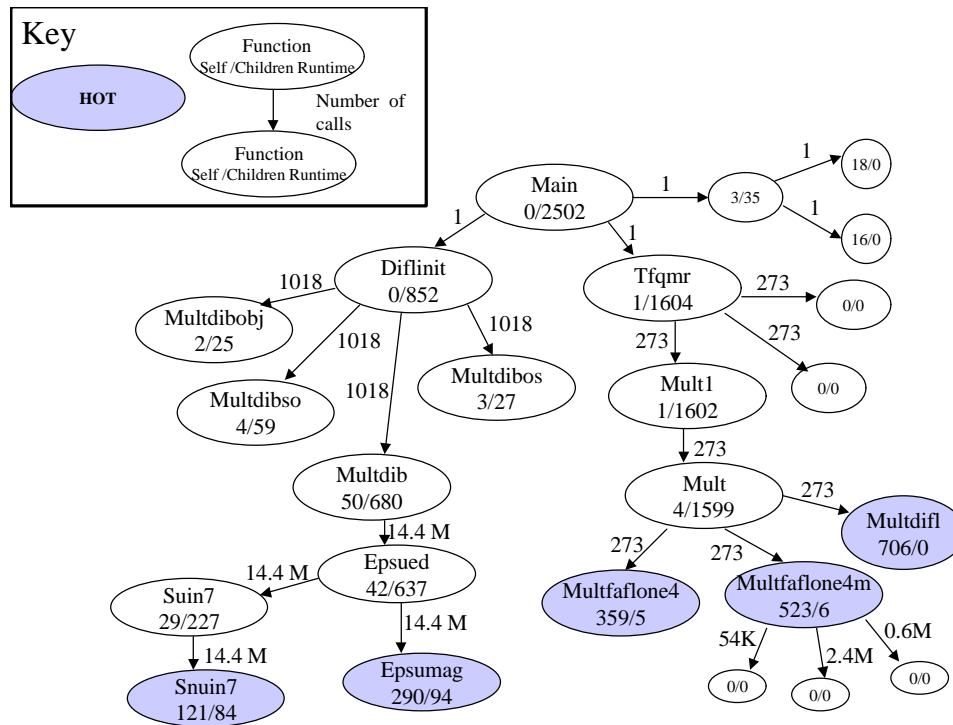 Key
Function
Self /Children Runtime
HOT
Number of
calls
Function
Self /Children Runtime
Main
0/2502
1
3/35
1
18/0
1
16/0
1
1
Diflinit
0/852
Tfqmr
1/1604
273
0/0
1018
Multdibobj
2/25
1018
1018
1018
Multdibos
3/27
273
273
0/0
Multdibso
4/59
Mult1
1/1602
273
Multdib
50/680
Mult
4/1599
273
Multdifl
706/0
14.4 M
273
273
Epsued
42/637
14.4 M
Multfaflone4
359/5
Multfaflone4m
523/6
Suin7
29/227
14.4 M
54K
2.4M
0.6M
14.4 M
Snuin7
121/84
Epsumag
290/94
0/0
0/0
0/0